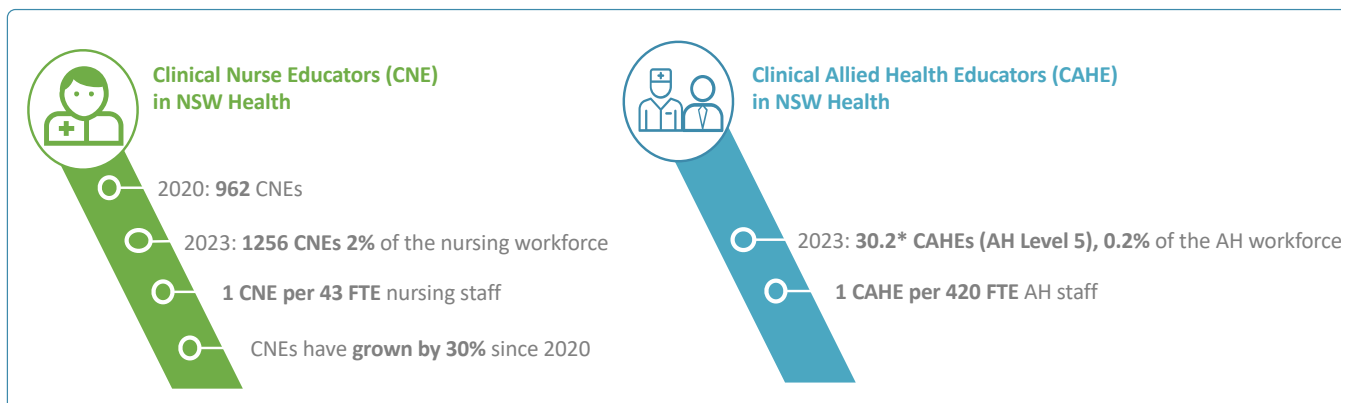 Clinical Nurse Educators (CNE)
in NSW Health
2020: 962 CNEs
2023: 1256 CNEs 2% of the nursing workforce
1 CNE per 43 FTE nursing staff
CNEs have grown by 30% since 2020
Clinical Allied Health Educators (CAHE)
in NSW Health
2023: 30.2* CAHEs (AH Level 5), 0.2% of the AH workforce
1 CAHE per 420 FTE AH staff